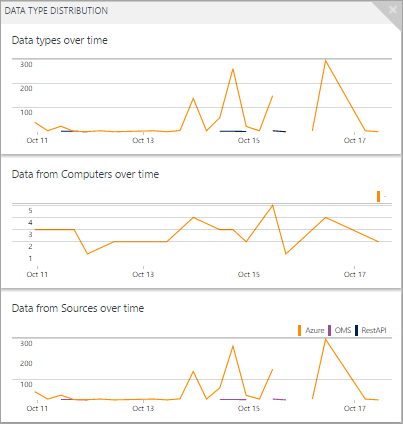 DATA TYPE DISTRIBUTION
Data types over time
300
200
100
Oct 11 Oct 13 Oct 15 Oct 17
Data from Computers over time
-
5
4
3
2
1
Oct 11 Oct 13 Oct 15 Oct 17
Data from Sources over time
Azure OMS RestAPI
300
200
100
Oct 11 Oct 13 Oct 15 Oct 17